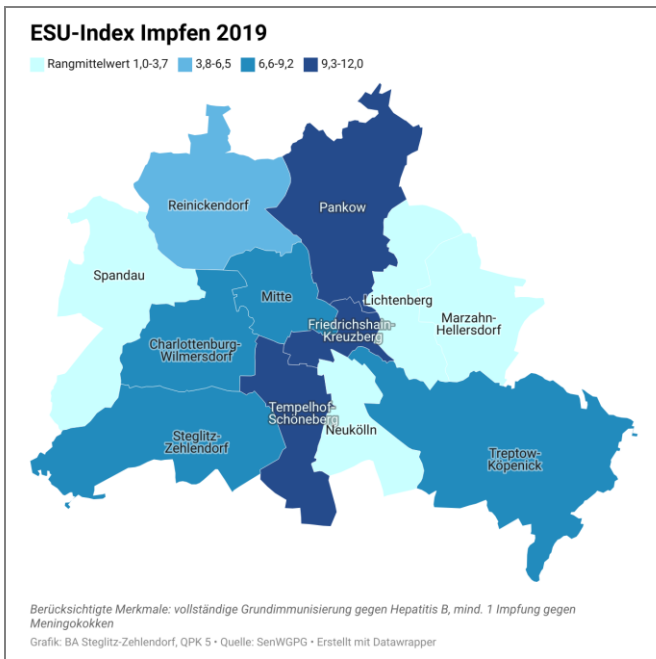 ESU-Index Impfen 2019
Rangmittelwert 1,0-3,7 3,8-6,5 6,6-9,2 9,3-12,0
Reinickendorf
Pankow
Spandau
Mitte
Lichtenberg
Marzahn-
Hellersdorf
Friedrichshain-
Kreuzberg
Charlottenburg-
Wilmersdorf
Tempelhof-
Schöneberg
Neukölln
Steglitz-
Zehlendorf
Treptow-
Köpenick
Berücksichtigte Merkmale: vollständige Grundimmunisierung gegen Hepatitis B, mind. 1 Impfung gegen
Meningokokken
Grafik: BA Steglitz-Zehlendorf, QPK 5 • Quelle: SenWGPG • Erstellt mit Datawrapper